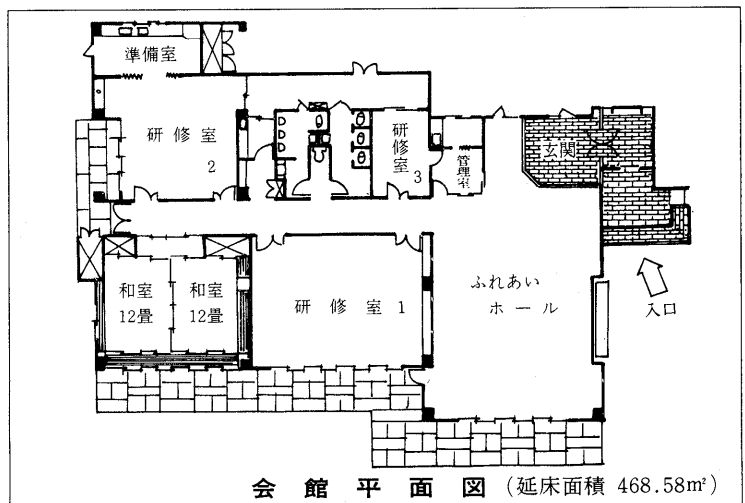 準備室
研修室
2
研修室
3
管理室
玄関
和室
12畳
和室
12畳
研修室 1
ふれあい
ホール
入口
会館平面図 (延床面積 468.58㎡)